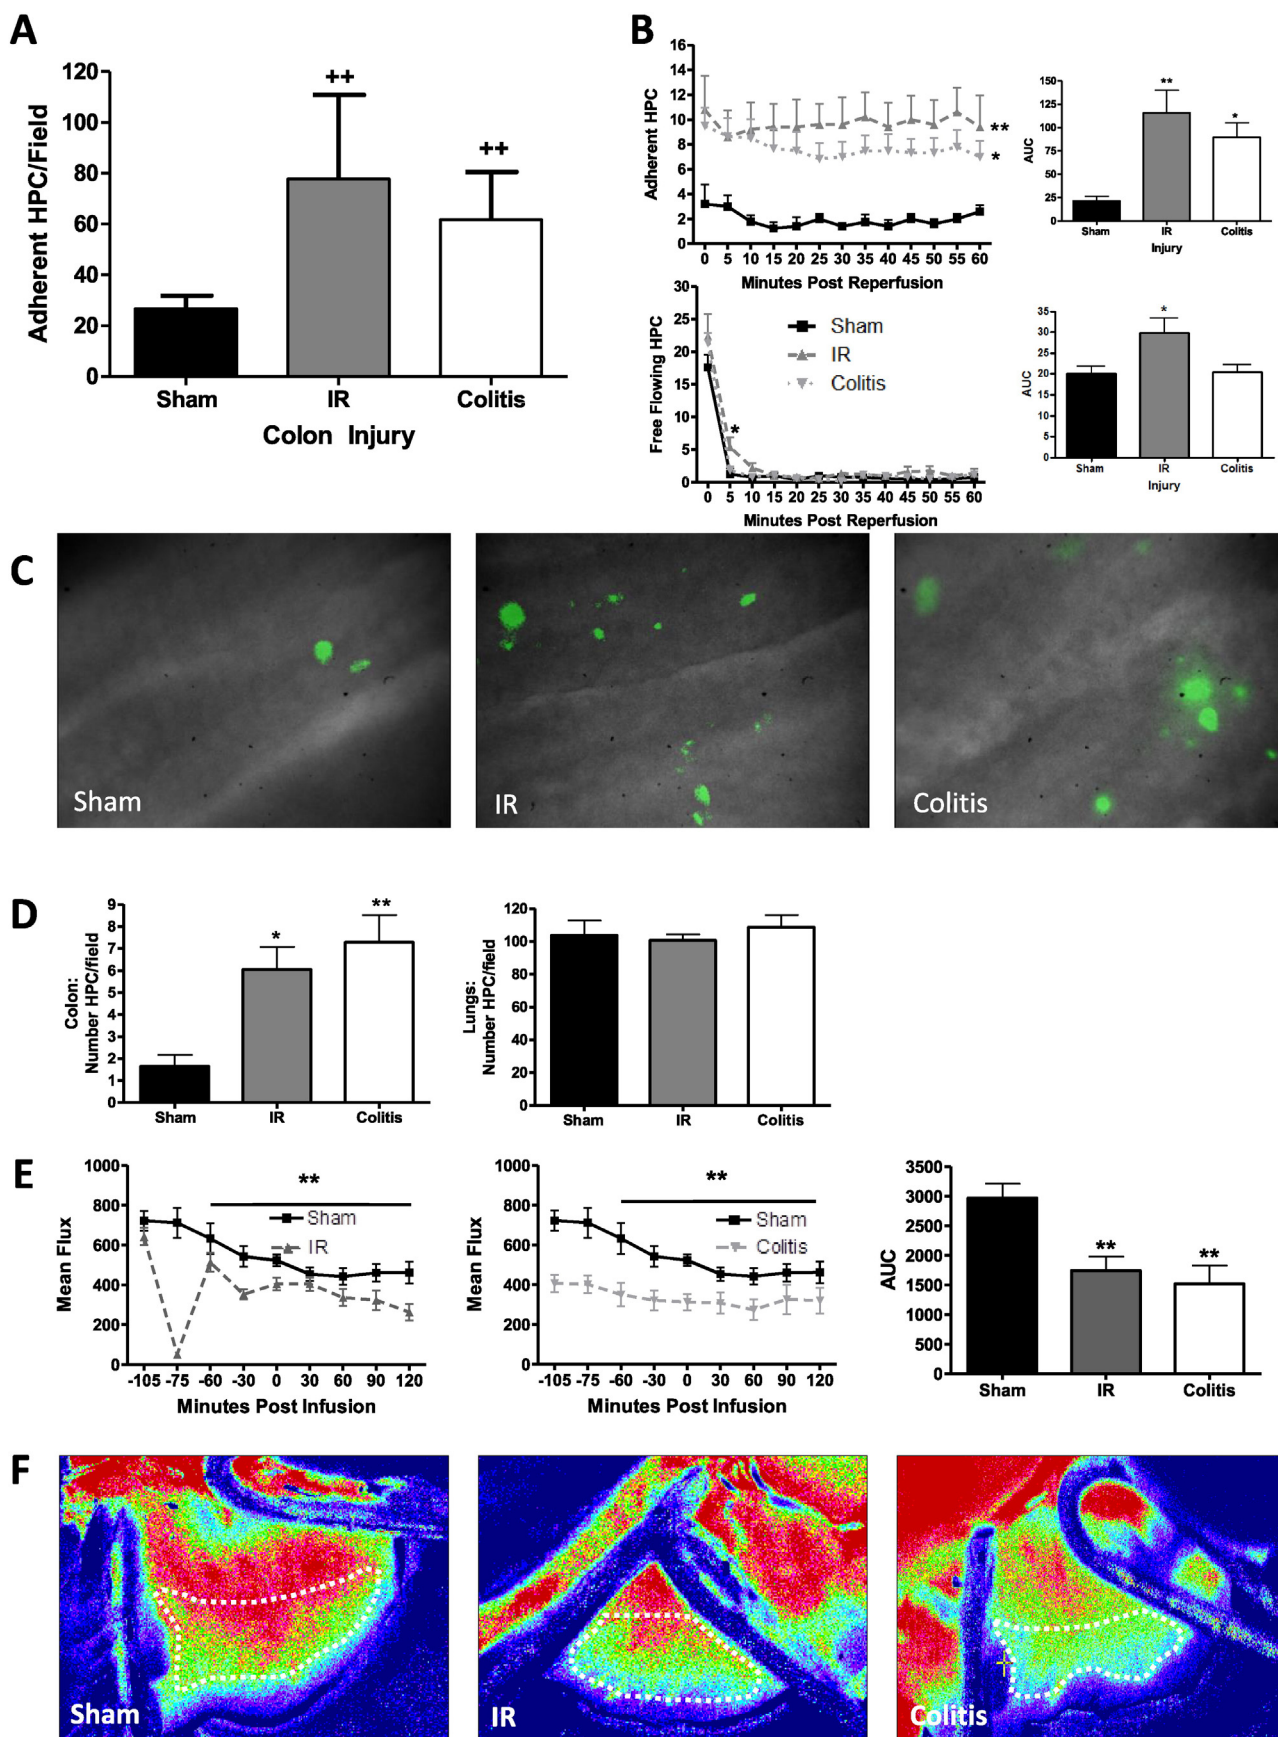 A
120
100
80
60
40
20
0
Adherent HPC/Field
++
++
Sham IR Colitis
Colon Injury
B
16
14
12
10
8
6
4
2
0
Adherent HPC
**
*
0 5 10 15 20 25 30 35 40 45 50 55 60
Minutes Post Reperfusion
150
125
100
75
50
25
0
AUC
**
*
Sham IR Colitis
Injury
30
25
20
15
10
5
0
Free Flowing HPC
*
Sham
IR
Colitis
0 5 10 15 20 25 30 35 40 45 50 55 60
Minutes Post Reperfusion
35
30
25
20
15
10
5
0
AUC
*
Sham IR Colitis
Injury
C
Sham
IR
Colitis
D
9
8
7
6
5
4
3
2
1
0
Colon:
Number HPC/field
*
**
Sham IR Colitis
120
100
80
60
40
20
0
Lungs:
Number HPC/field
Sham IR Colitis
E
1000
800
600
400
200
0
Mean Flux
**
Sham
IR
-105 -75 -60 -30 0 30 60 90 120
Minutes Post Infusion
1000
800
600
400
200
0
Mean Flux
**
Sham
Colitis
-105 -75 -60 -30 0 30 60 90 120
Minutes Post Infusion
3500
3000
2500
2000
1500
1000
500
0
AUC
**
**
Sham IR Colitis
F
Sham
IR
Colitis